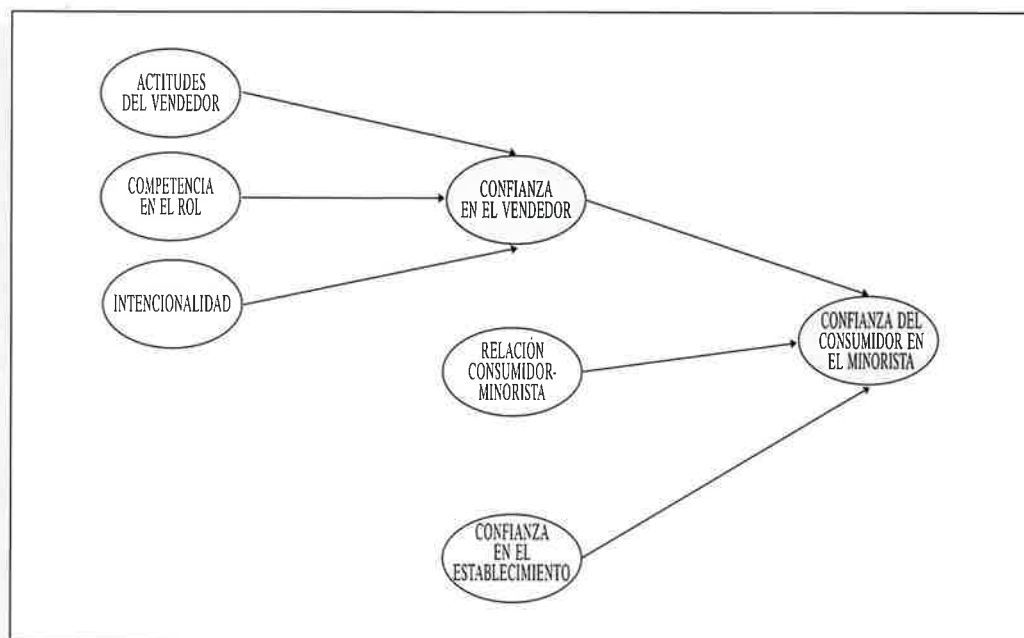 ACTITUDES
DEL VENDEDOR
COMPETENCIA
EN EL ROL
INTENCIONALIDAD
CONFIANZA
EN EL VENDEDOR
RELACIÓN
CONSUMIDOR-
MINORISTA
CONFIANZA
EN EL
ESTABLECIMIENTO
CONFIANZA DEL
CONSUMIDOR EN
EL MINORISTA